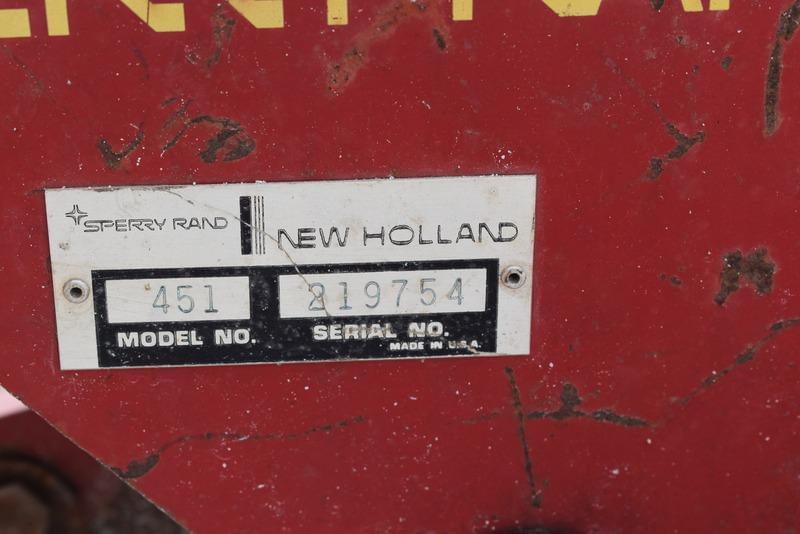 SPERRY RAND
NEW HOLLAND
451
219754
MODEL NO.
SERIAL NO.
MADE IN U.S.A.